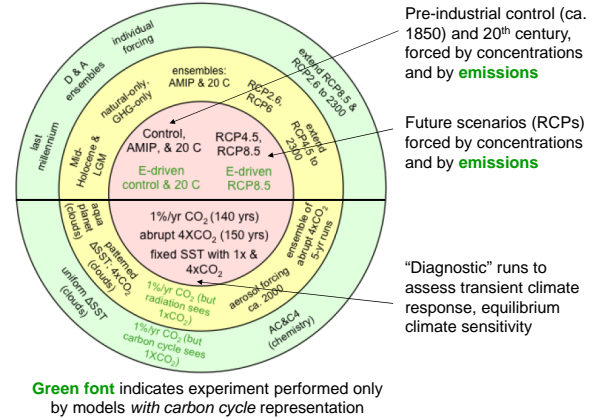 Pre-industrial control (ca.
1850) and 20th century,
forced by concentrations
and by emissions
Future scenarios (RCPs)
forced by concentrations
and by emissions
"Diagnostic" runs to
assess transient climate
response, equilibrium
climate sensitivity
last
millennium
D & A
ensembles
individual
forcing
extend RCP8.5 &
RCP2.6 to 2300
Mid-
Holocene &
LGM
natural-only,
GHG-only
ensembles: AMIP & 20 C
RCP2.6,
RCP6
extend
RCP4.5 to
2300
Control,
AMIP, & 20 C
RCP4.5,
RCP8.5
E-driven
control & 20 C
E-driven
RCP8.5
1%/yr CO2 (140 yrs)
abrupt 4XCO2 (150 yrs)
fixed SST with 1x &
4xCO2
aqua
planet
(clouds)
patterned
ΔSST: 4xCO2
(clouds)
1%/yr CO2 (but
radiation sees
1xCO2)
aerosol forcing
ca. 2000
ensemble of
abrupt 4xCO2
5-yr runs
uniform ΔSST
(clouds)
1%/yr CO2 (but
carbon cycle sees
1XCO2)
AC&C4
(chemistry)
Green font indicates experiment performed only
by models with carbon cycle representation